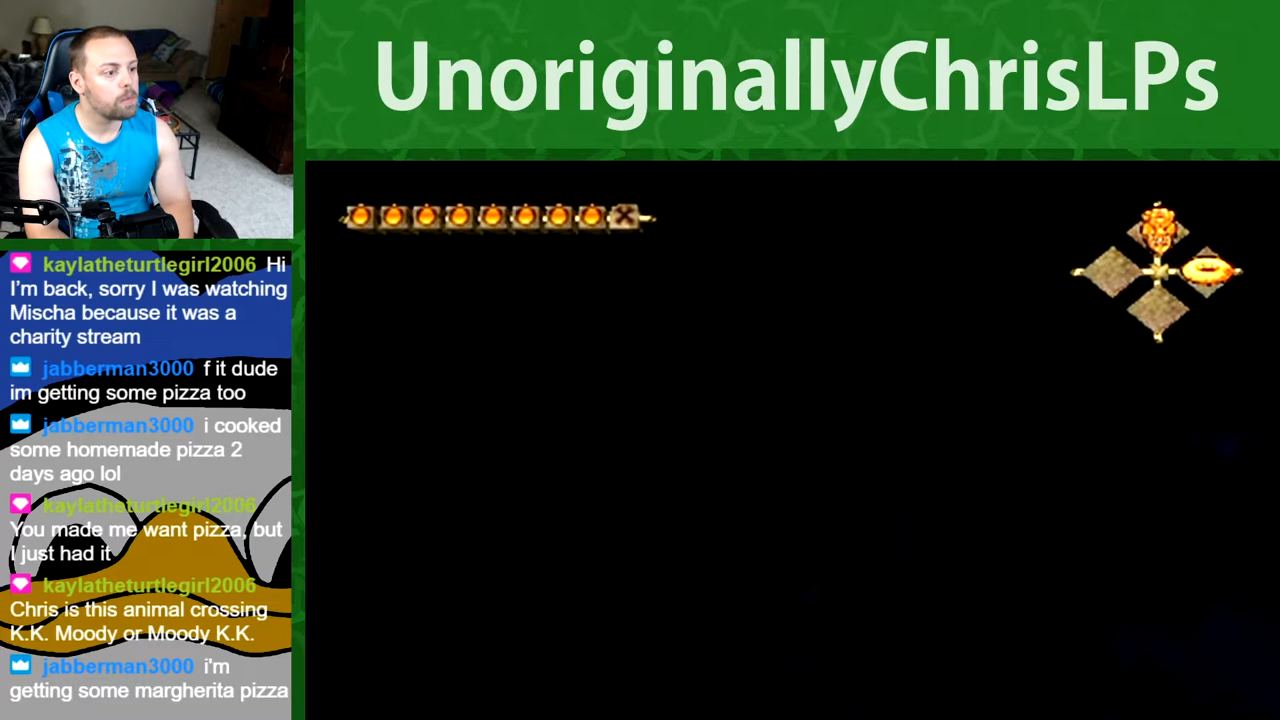 UnoriginallyChrisLPs
kaylatheturtlegirl2006 Hi
I'm back, sorry I was watching
Mischa because it was a
charity stream
jabberman3000 f it dude
im getting some pizza too
jabberman3000 i cooked
some homemade pizza 2
days ago lol
kaylatheturtlegirl2006
You made me want pizza, but
I just had it
kaylatheturtlegirl2006
Chris is this animal crossing
K.K. Moody or Moody K.K.
jabberman3000 i'm
getting some margherita pizza